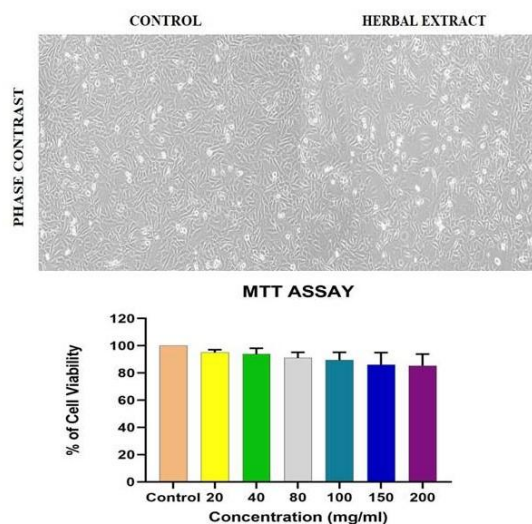 CONTROL HERBAL EXTRACT
PHASE CONTRAST
MTT ASSAY
% of Cell Viability
120
100
80
60
40
20
0
Control 20 40 80 100 150 200
Concentration (mg/ml)